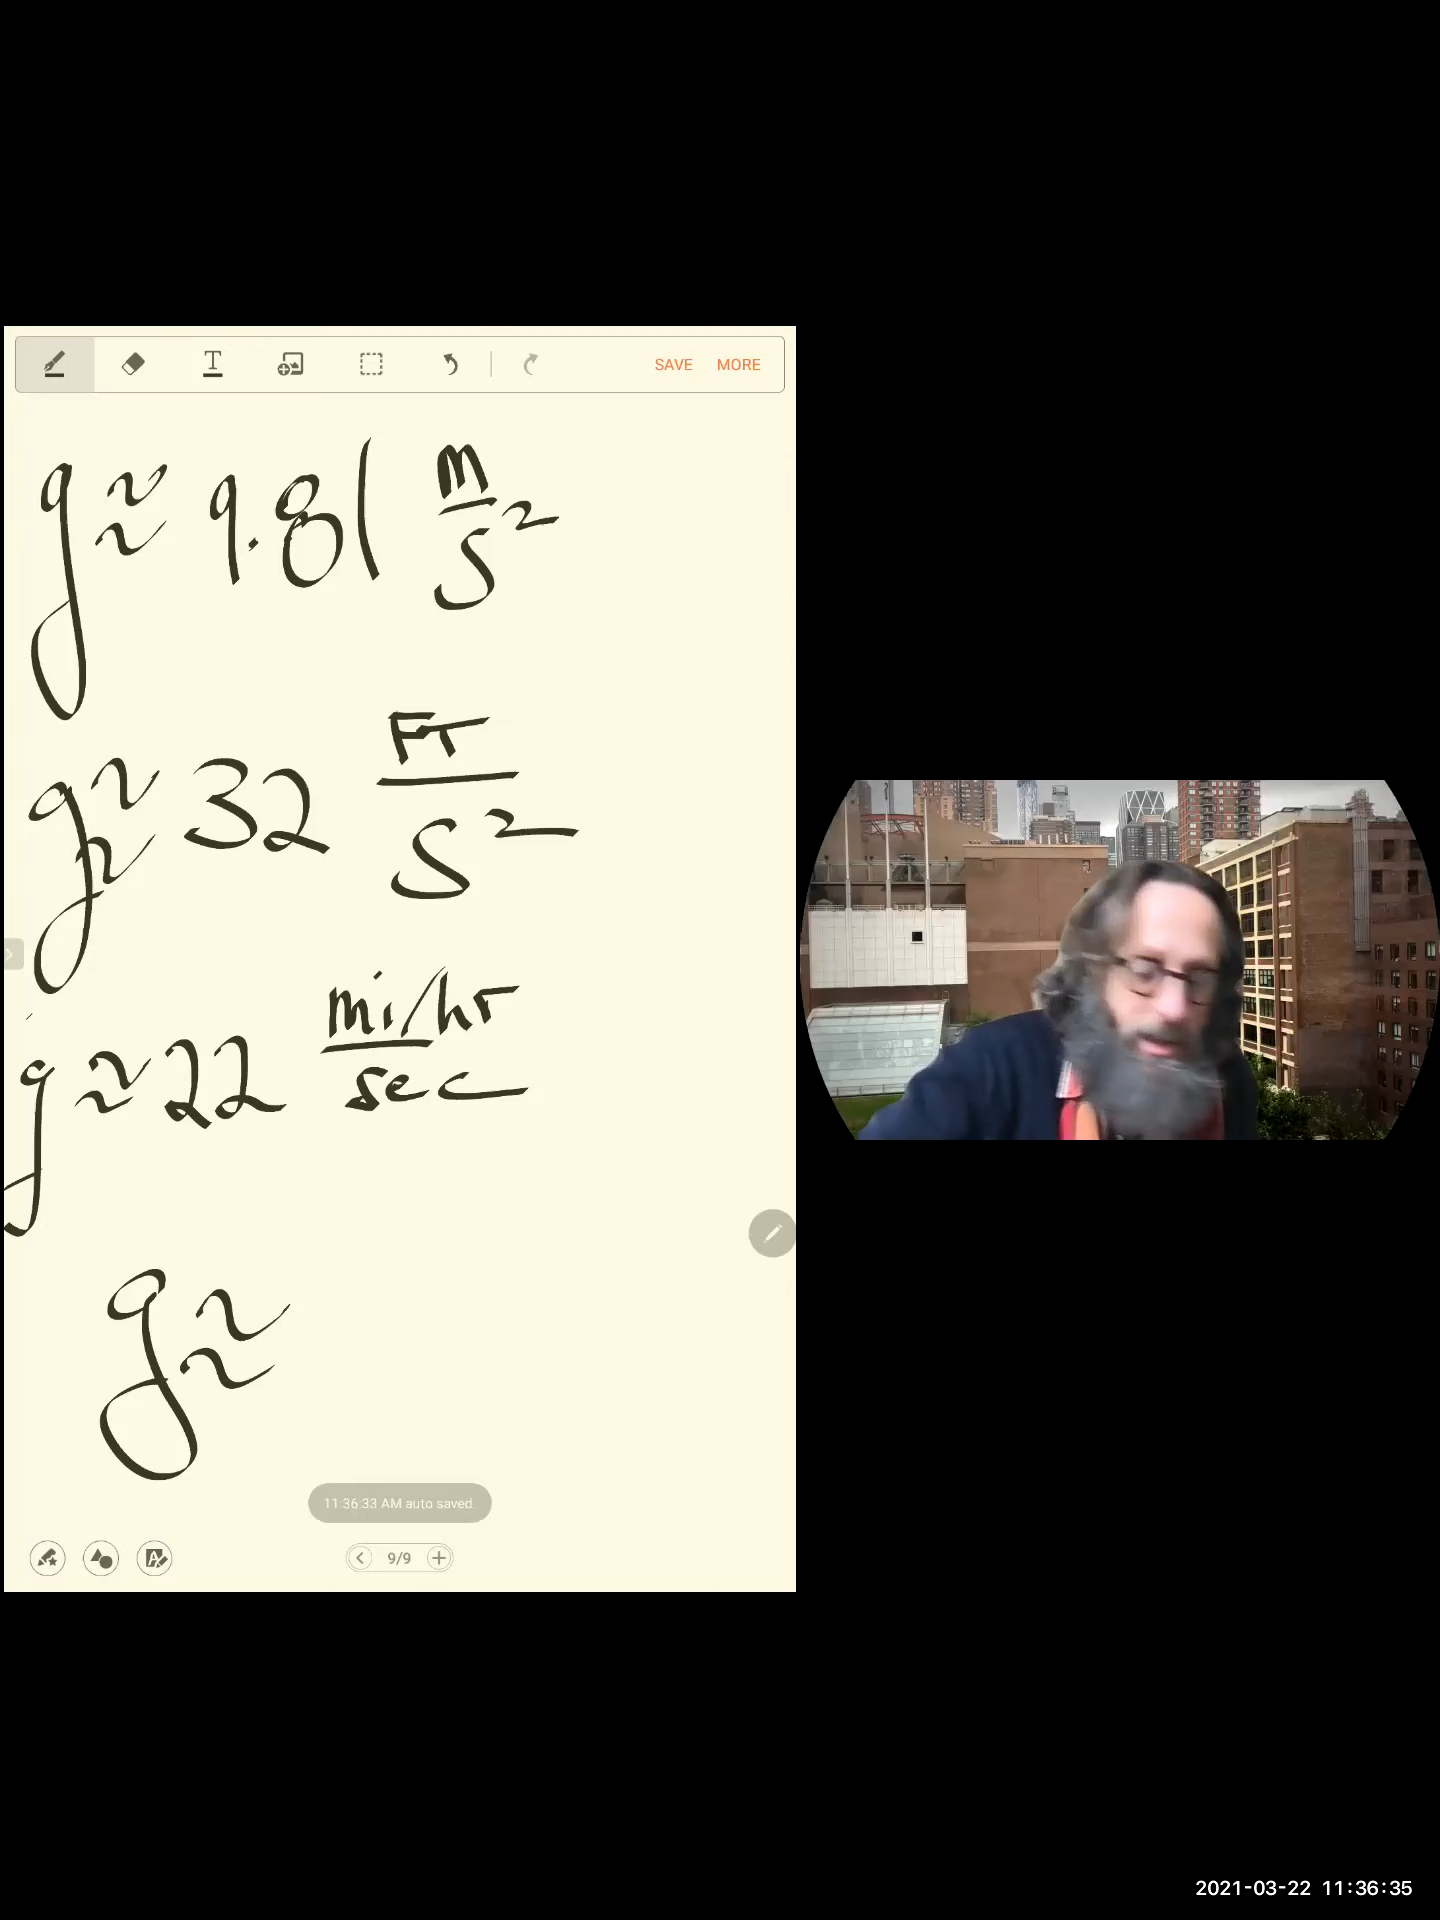 T SAVE MORE
g ≈ 9.81 m/s²
g ≈ 32 FT/s²
g ≈ 22 mi/hr/sec
g ≈
11:36:33 AM auto saved.
9/9
2021-03-22 11:36:35